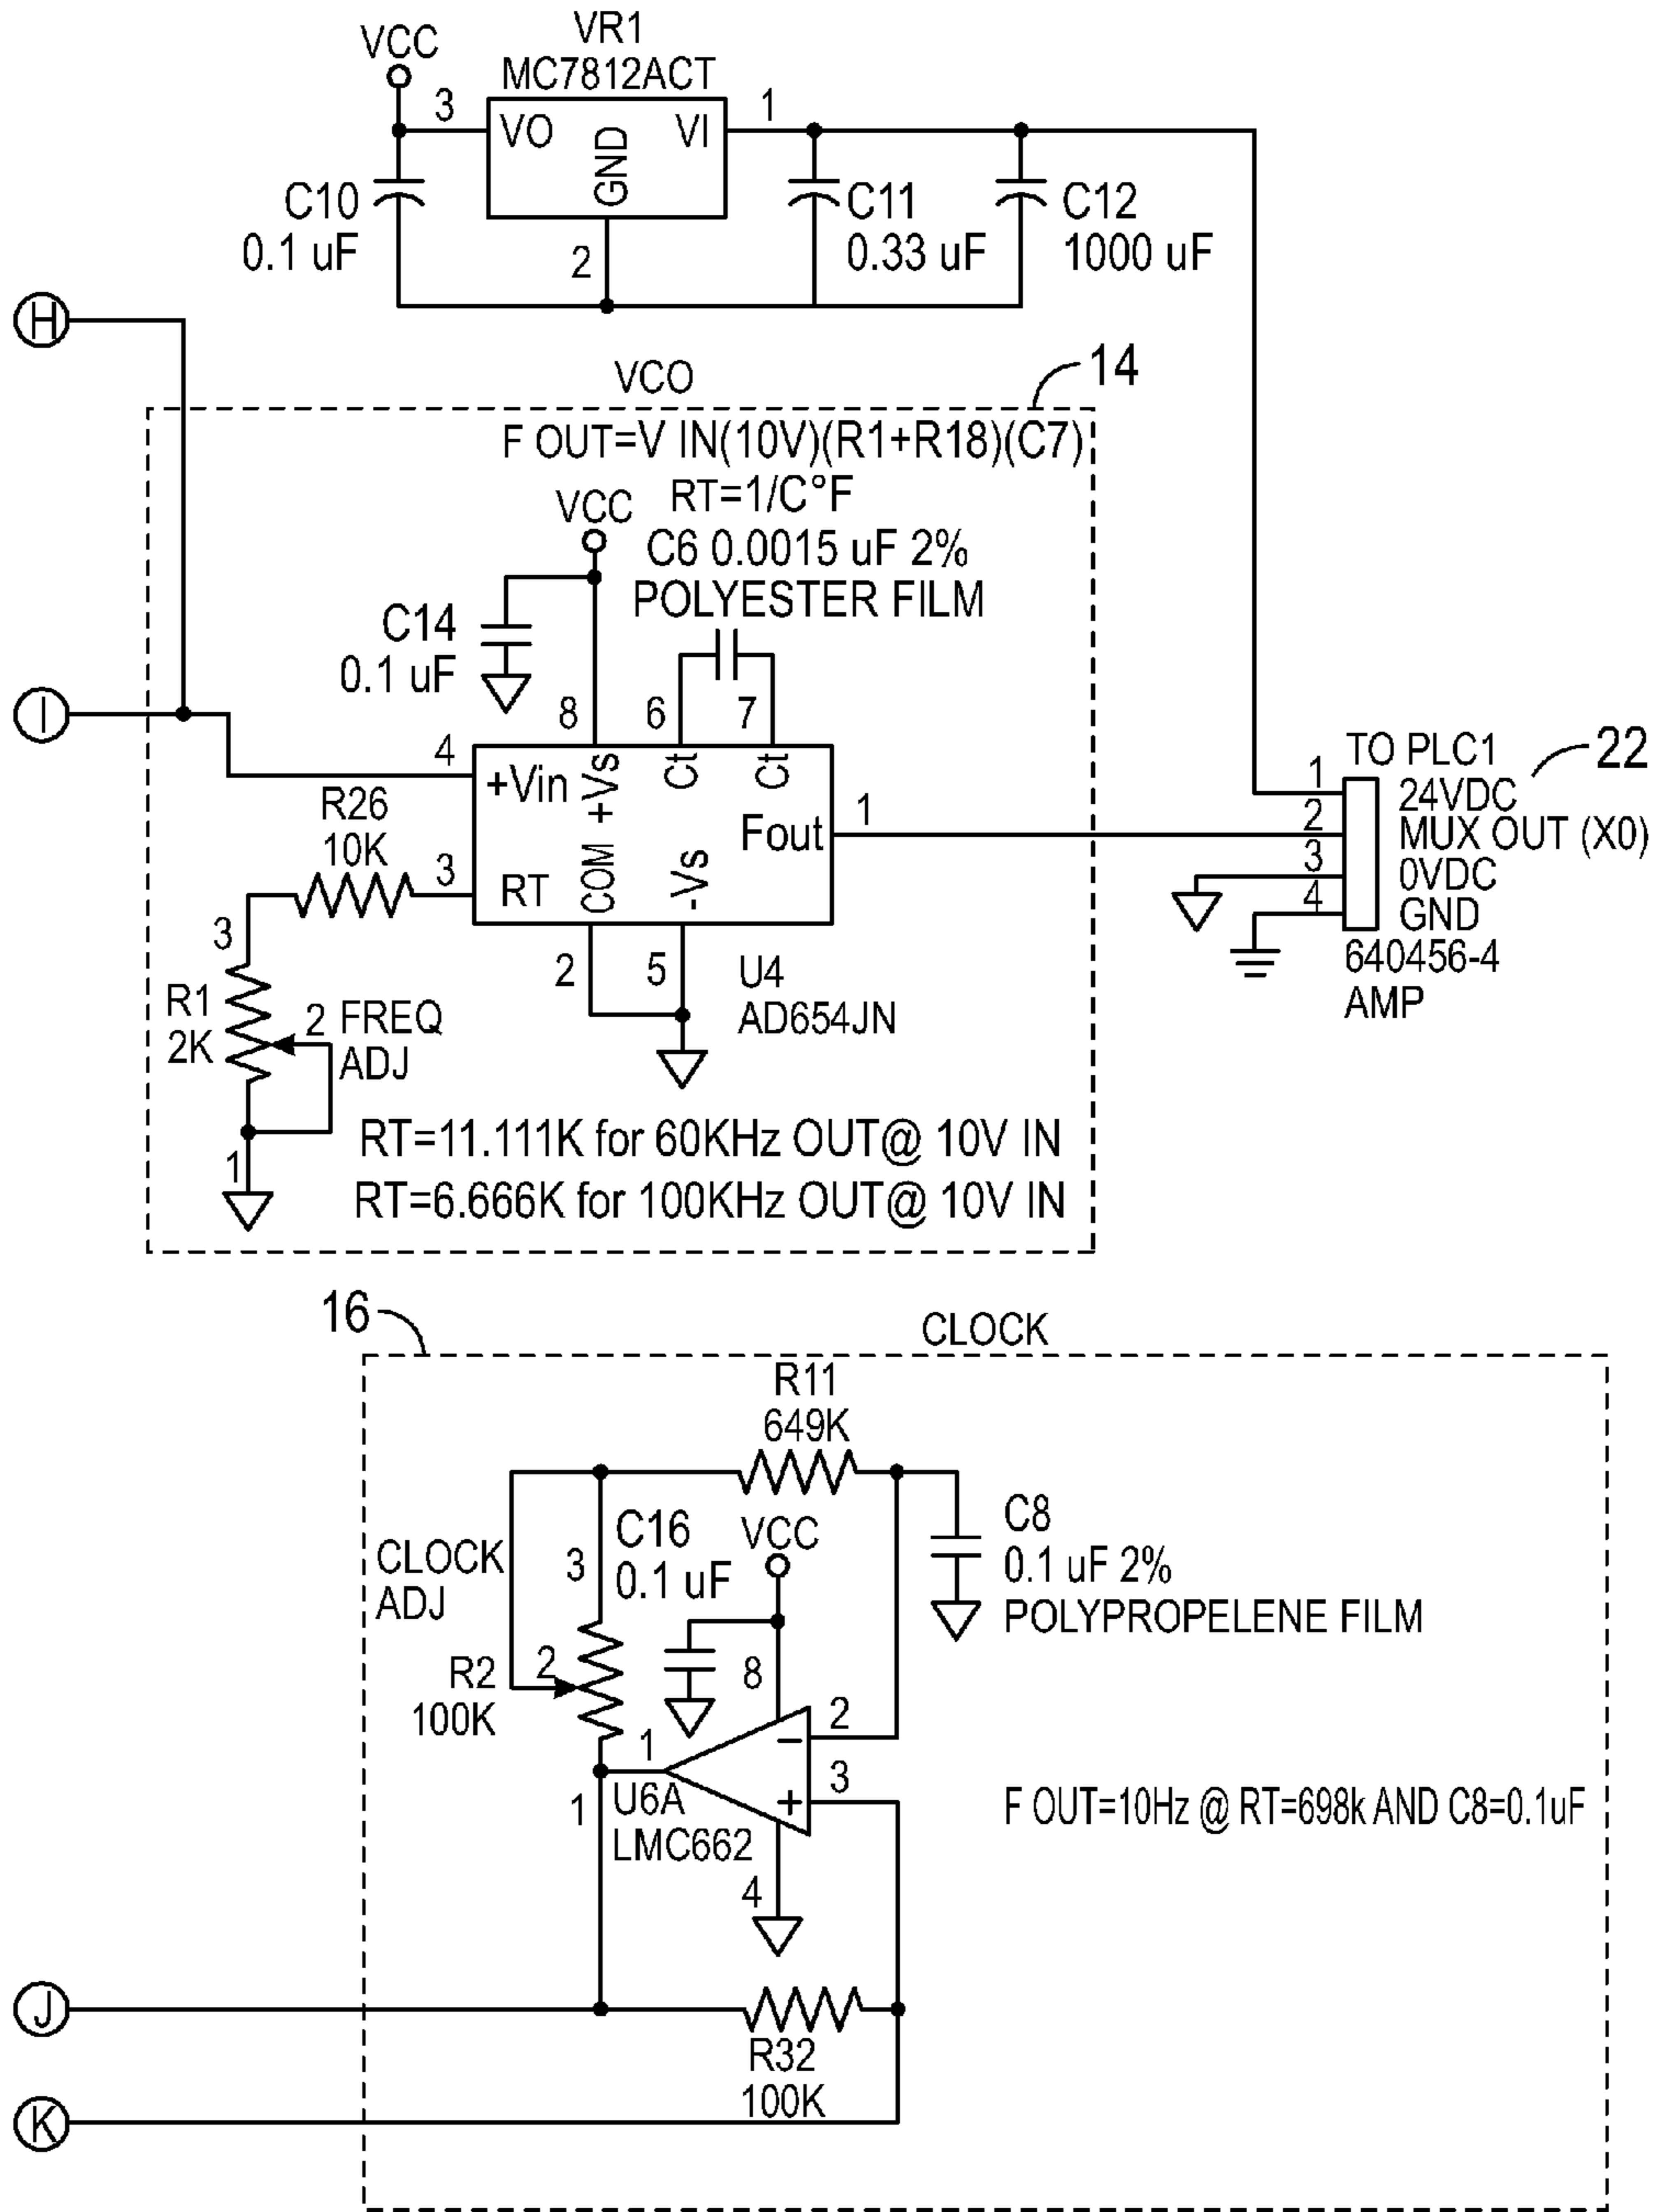 VR1
VCC
MC7812ACT
3
VO
GND
VI
1
C10
0.1 uF
2
C11
0.33 uF
C12
1000 uF
H
VCO
14
F OUT=V IN(10V)(R1+R18)(C7)
RT=1/C°F
VCC
C6 0.0015 uF 2%
POLYESTER FILM
C14
0.1 uF
8
6
7
I
4
+Vin
+Vs
Ct
Ct
R26
10K
Fout
1
3
RT
COM
-Vs
3
2
5
U4
AD654JN
R1
2K
2
FREQ
ADJ
1
RT=11.111K for 60KHz OUT@ 10V IN
RT=6.666K for 100KHz OUT@ 10V IN
TO PLC1
22
1
24VDC
2
MUX OUT (X0)
3
0VDC
4
GND
640456-4
AMP
16
CLOCK
R11
649K
C16
0.1 uF
VCC
C8
0.1 uF 2%
POLYPROPELENE FILM
CLOCK
ADJ
3
R2
100K
2
8
2
1
3
1
U6A
LMC662
4
F OUT=10Hz @ RT=698k AND C8=0.1uF
J
R32
100K
K